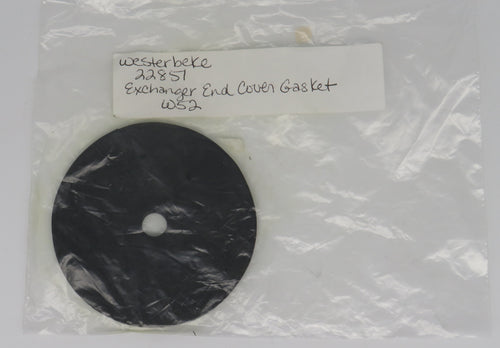 Westerbeke
22857
Exchanger End Cover Gasket
W52